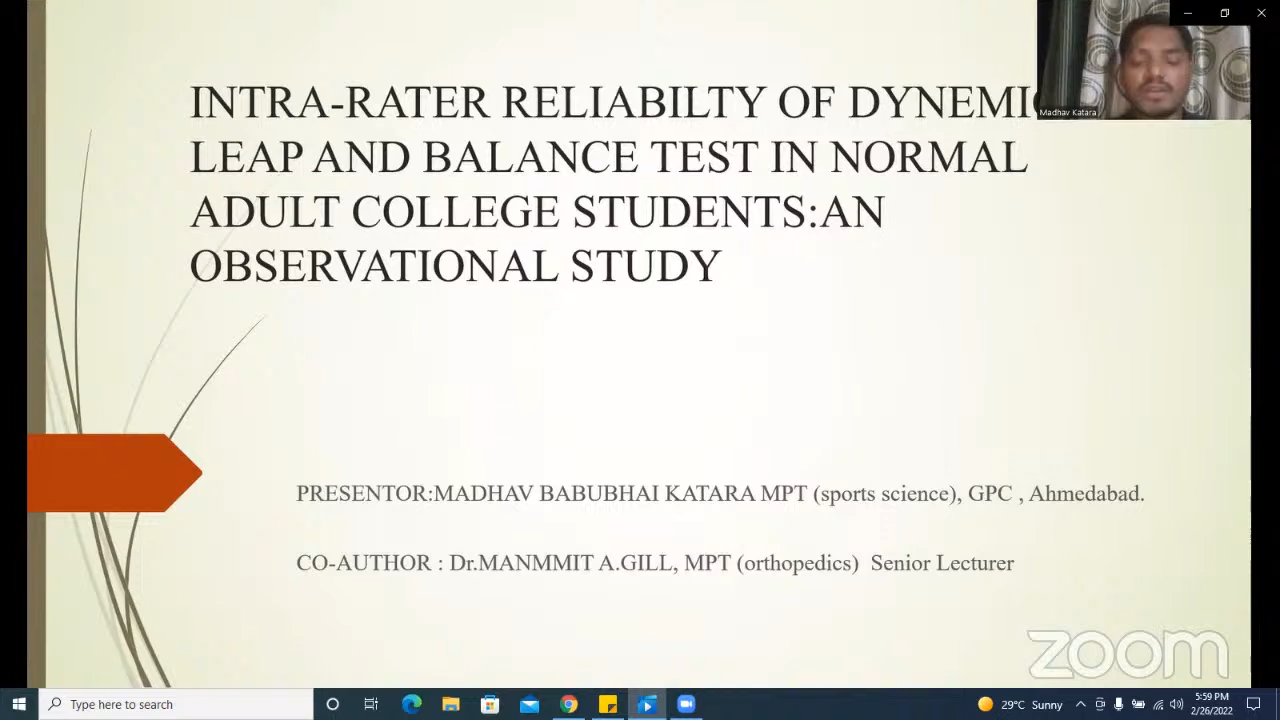 INTRA-RATER RELIABILTY OF DYNEMIC
LEAP AND BALANCE TEST IN NORMAL
ADULT COLLEGE STUDENTS:AN
OBSERVATIONAL STUDY
Madhav Katara
PRESENTOR:MADHAV BABUBHAI KATARA MPT (sports science), GPC , Ahmedabad.
CO-AUTHOR : Dr.MANMMIT A.GILL, MPT (orthopedics) Senior Lecturer
zoom
Type here to search
29°C Sunny
5:59 PM
2/26/2022